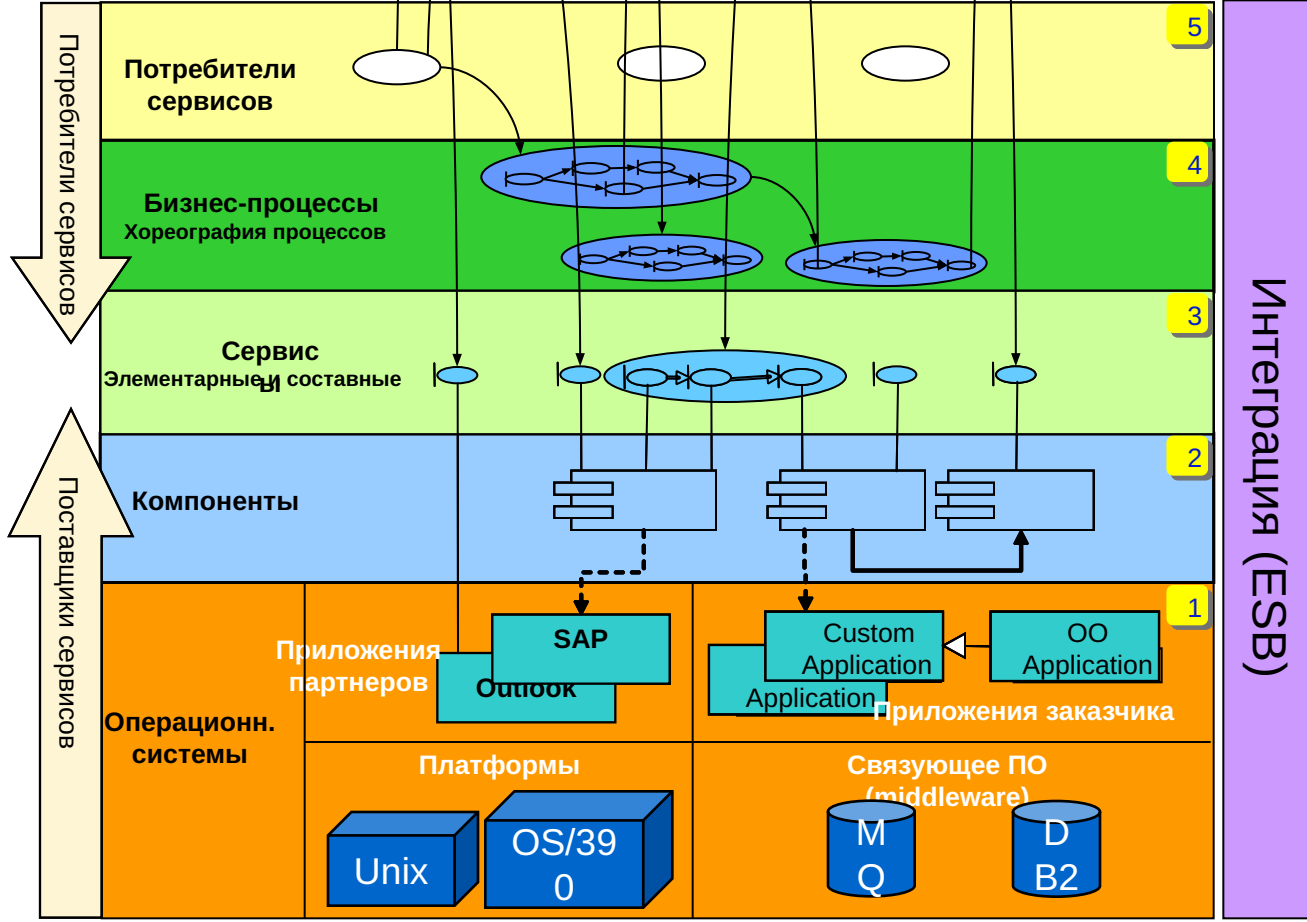 Потребители сервисов
5
Потребители
сервисов
4
Бизнес-процессы
Хореография процессов
3
Сервис
ы
Элементарные и составные
2
Компоненты
Поставщики сервисов
1
Операционн.
системы
Приложения
партнеров
SAP
Outlook
Custom
Application
Application
OO
Application
Приложения заказчика
Платформы
Unix
OS/39
0
Связующее ПО
(middleware)
M
Q
D
B2
Интеграция (ESB)